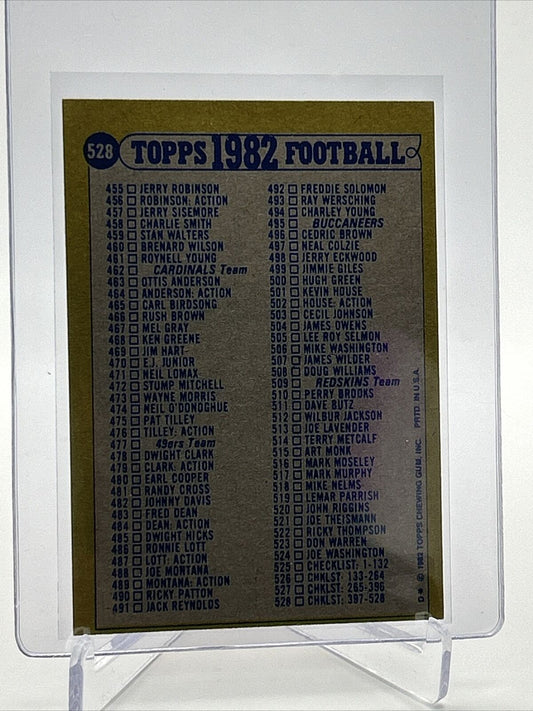 528 TOPPS 1982 FOOTBALL
455 JERRY ROBINSON
456 ROBINSON: ACTION
457 JERRY SISEMORE
458 CHARLIE SMITH
459 STAN WALTERS
460 BRENARD WILSON
461 ROYNELL YOUNG
462 CARDINALS Team
463 OTTIS ANDERSON
464 ANDERSON: ACTION
465 CARL BIRDSONG
466 RUSH BROWN
467 MEL GRAY
468 KEN GREENE
469 JIM HART
470 E.J. JUNIOR
471 NEIL LOMAX
472 STUMP MITCHELL
473 WAYNE MORRIS
474 NEIL O'DONOGHUE
475 PAT TILLEY
476 TILLEY: ACTION
477 49ers Team
478 DWIGHT CLARK
479 CLARK: ACTION
480 EARL COOPER
481 RANDY CROSS
482 JOHNNY DAVIS
483 FRED DEAN
484 DEAN: ACTION
485 DWIGHT HICKS
486 RONNIE LOTT
487 LOTT: ACTION
488 JOE MONTANA
489 MONTANA: ACTION
490 RICKY PATTON
491 JACK REYNOLDS
492 FREDDIE SOLOMON
493 RAY WERSCHING
494 CHARLEY YOUNG
495 BUCCANEERS
496 CEDRIC BROWN
497 NEAL COLZIE
498 JERRY ECKWOOD
499 JIMMIE GILES
500 HUGH GREEN
501 KEVIN HOUSE
502 HOUSE: ACTION
503 CECIL JOHNSON
504 JAMES OWENS
505 LEE ROY SELMON
506 MIKE WASHINGTON
507 JAMES WILDER
508 DOUG WILLIAMS
509 REDSKINS Team
510 PERRY BROOKS
511 DAVE BUTZ
512 WILBUR JACKSON
513 JOE LAVENDER
514 TERRY METCALF
515 ART MONK
516 MARK MOSELEY
517 MARK MURPHY
518 MIKE NELMS
519 LEMAR PARRISH
520 JOHN RIGGINS
521 JOE THEISMANN
522 RICKY THOMPSON
523 DON WARREN
524 JOE WASHINGTON
525 CHECKLIST: 1-132
526 CHKLST: 133-264
527 CHKLST: 265-396
528 CHKLST: 397-528
D* © 1982 TOPPS CHEWING GUM, INC. PRTD. IN U.S.A.